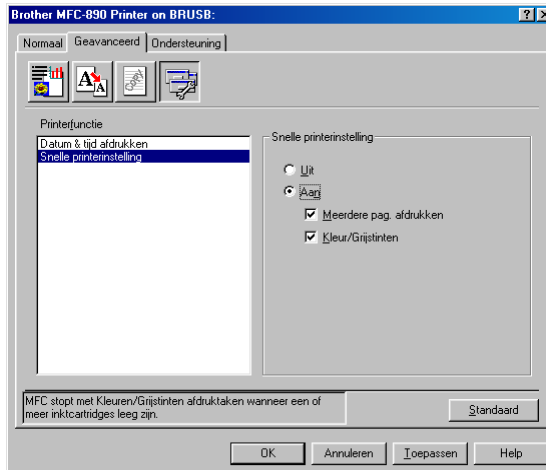 Brother MFC-890 Printer on BRUSB:
Normaal Geavanceerd Ondersteuning
Printerfunctie
Datum & tijd afdrukken
Snelle printerinstelling
Snelle printerinstelling
Uit
Aan
Meerdere pag. afdrukken
Kleur/Grijstinten
MFC stopt met Kleuren/Grijstinten afdruktaken wanneer een of
meer inktcartridges leeg zijn.
Standaard
OK Annuleren Toepassen Help